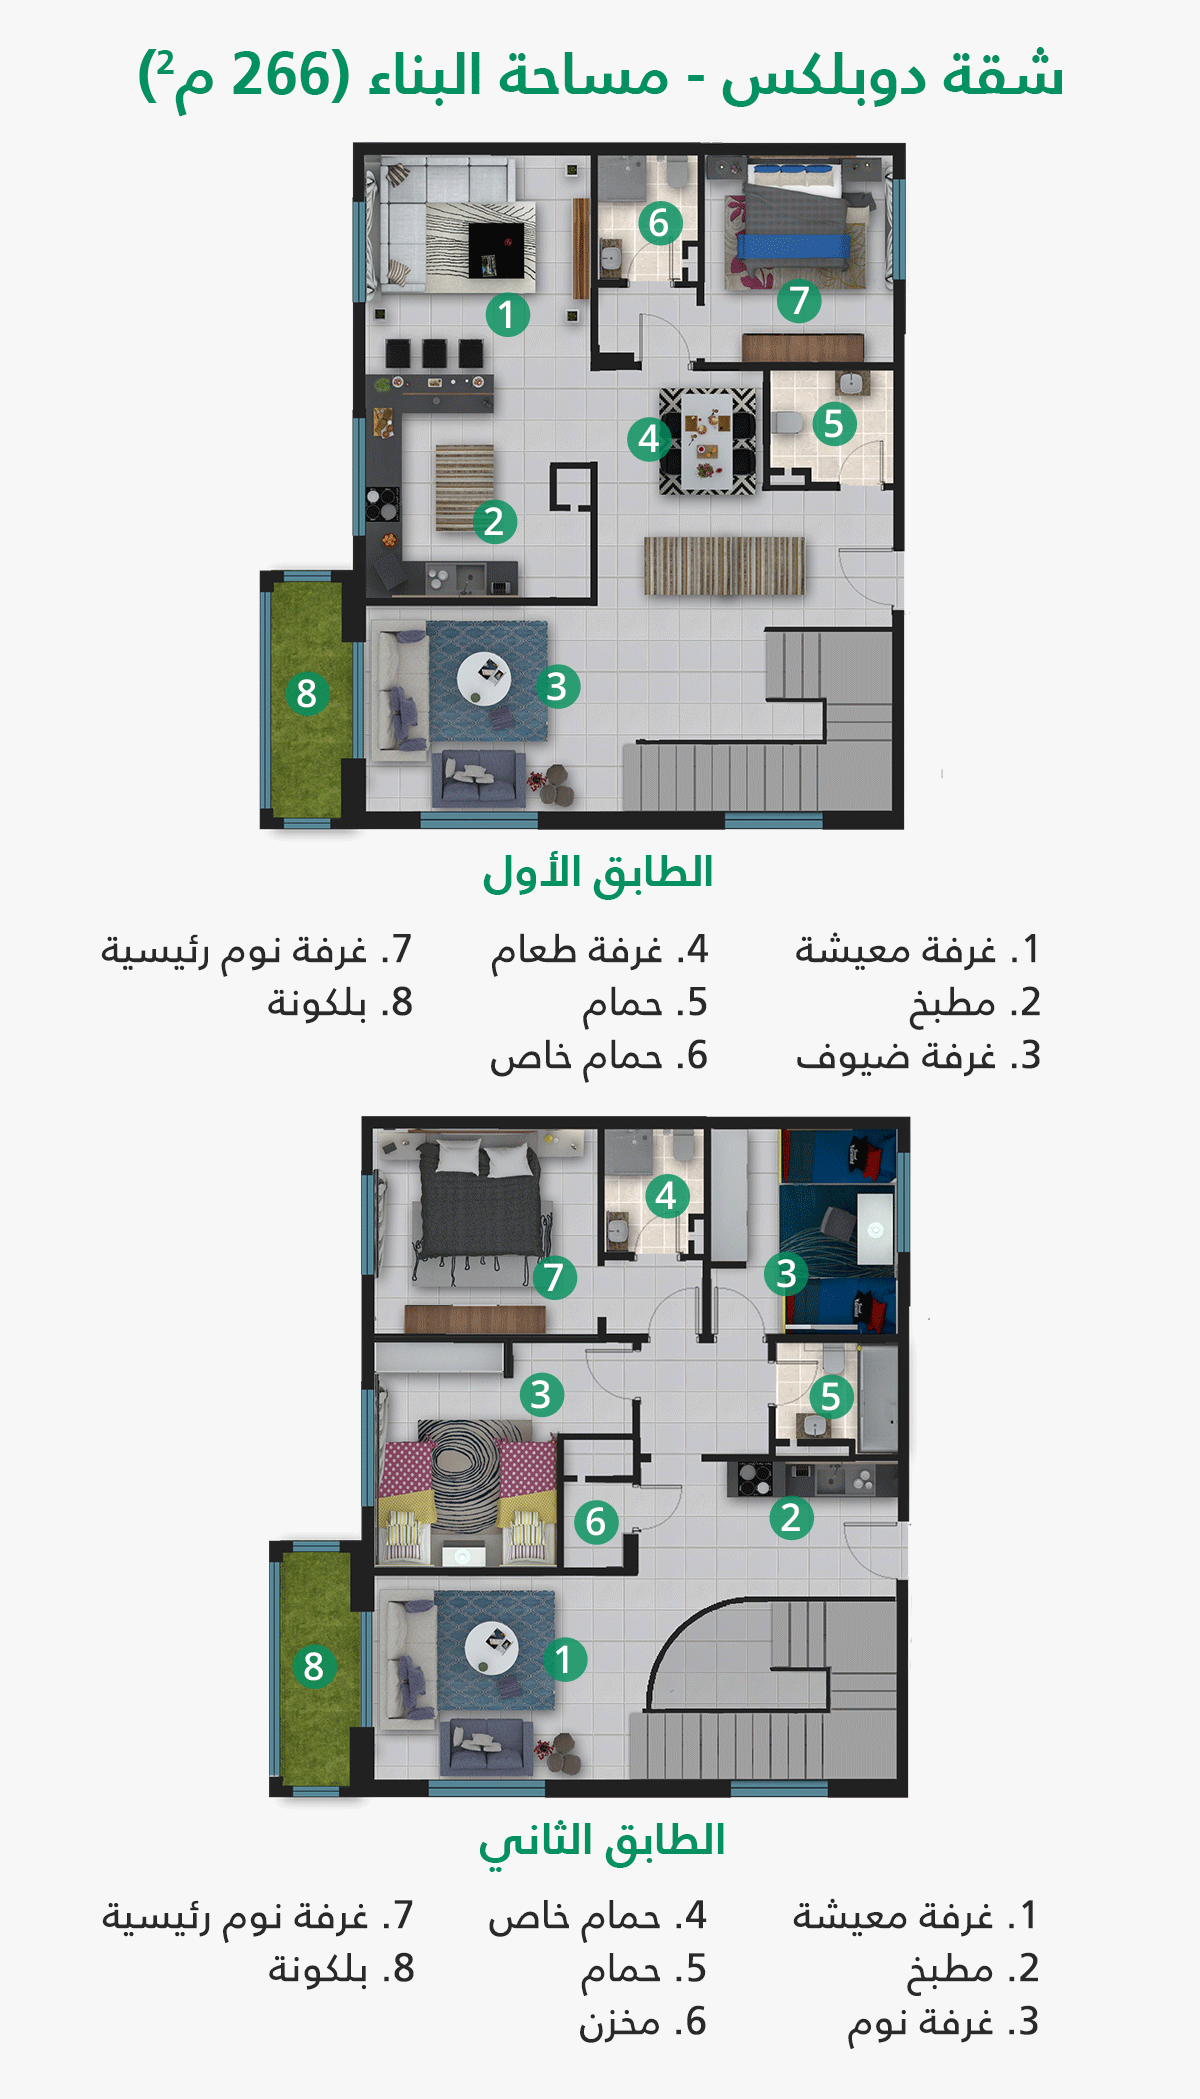 شقة دوبلكس - مساحة البناء (266 م²)
6
7
1
5
4
2
3
8
الطابق الأول
1. غرفة معيشة
2. مطبخ
3. غرفة ضيوف
4. غرفة طعام
5. حمام
6. حمام خاص
7. غرفة نوم رئيسية
8. بلكونة
4
3
7
3
5
6
2
1
8
الطابق الثاني
1. غرفة معيشة
2. مطبخ
3. غرفة نوم
4. حمام خاص
5. حمام
6. مخزن
7. غرفة نوم رئيسية
8. بلكونة